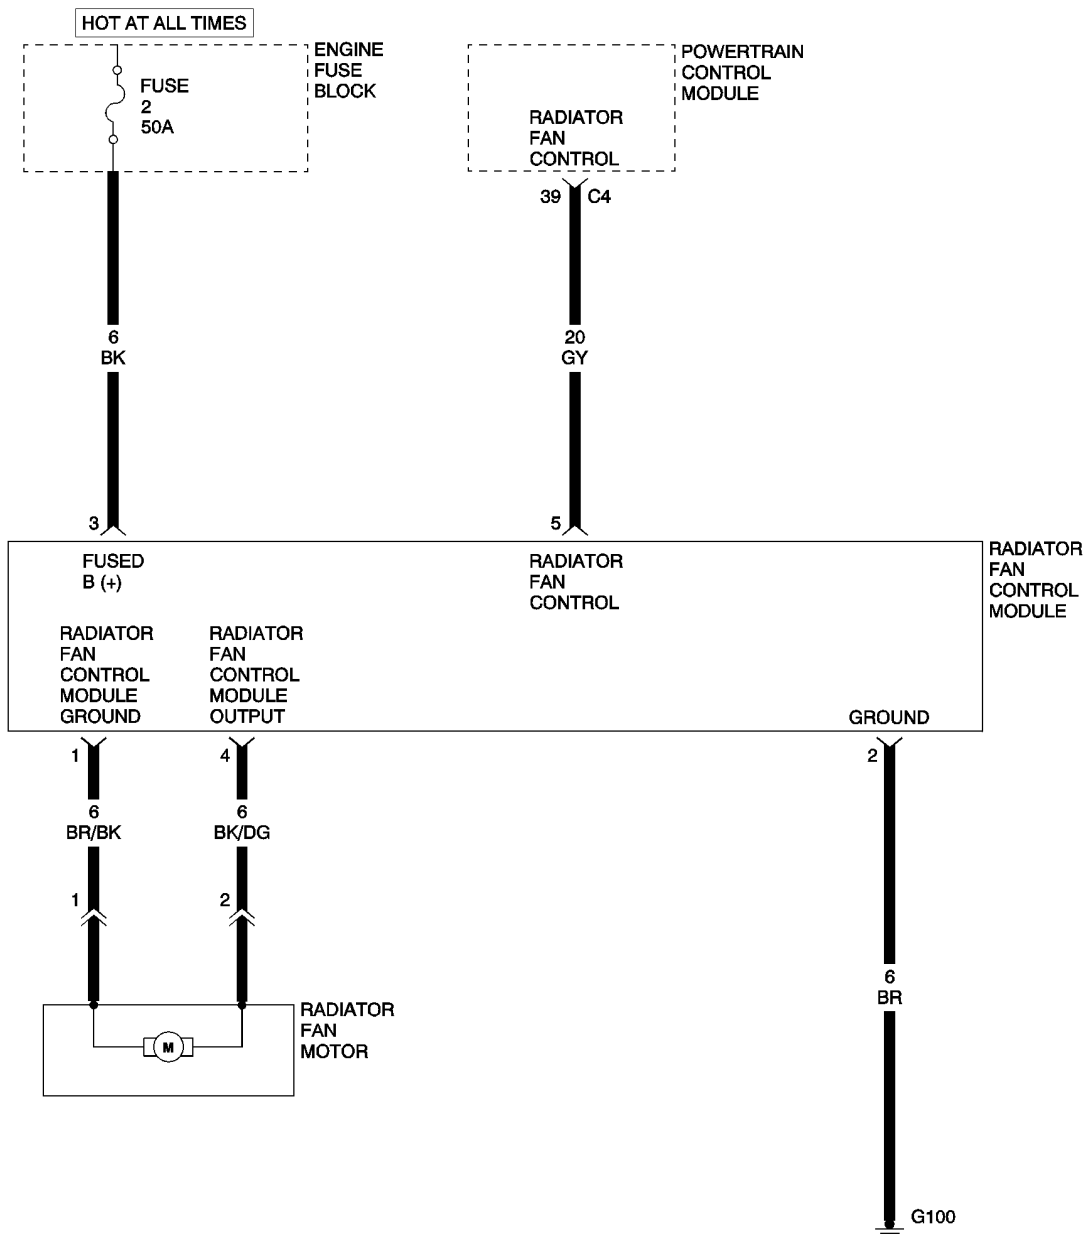 HOT AT ALL TIMES
ENGINE
FUSE
BLOCK
FUSE
2
50A
POWERTRAIN
CONTROL
MODULE
RADIATOR
FAN
CONTROL
39 C4
6
BK
20
GY
3
5
FUSED
B (+)
RADIATOR
FAN
CONTROL
RADIATOR
FAN
CONTROL
MODULE
RADIATOR
FAN
CONTROL
MODULE
GROUND
RADIATOR
FAN
CONTROL
MODULE
OUTPUT
GROUND
1
4
2
6
BR/BK
6
BK/DG
1
2
6
BR
RADIATOR
FAN
MOTOR
M
G100